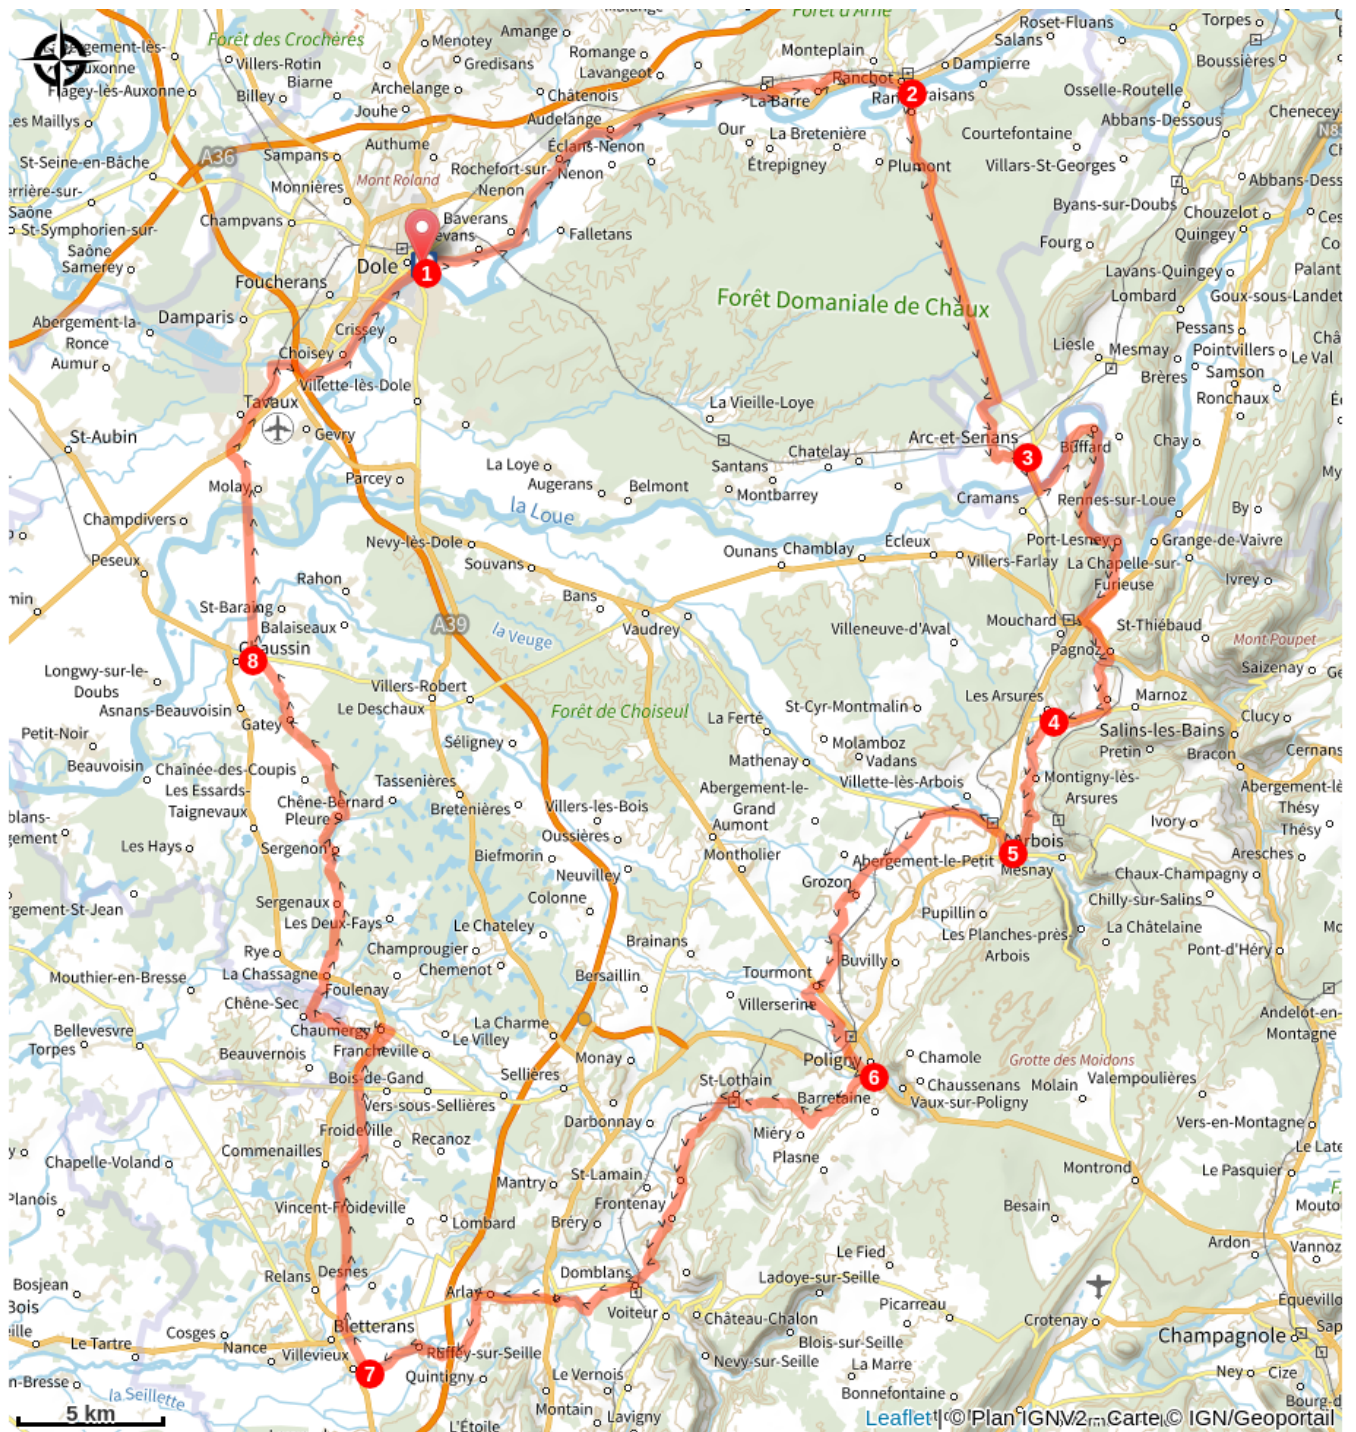 Forêt d'Arne
Roset-Fluans
Torpes
Amange
Salans
Forêt des Crochères
Menotey
Romange
Monteplain
Boussières
Villers-Rotin
Gredisans
Lavangeot
Dampierre
Biarne
Archelange
Ranchot
Osselle-Routelle
Flagey-lès-Auxonne
Billey
Châtenois
La Barre
2
Jouhe
Abbans-Dessous
Les Maillys
Audelange
Our
La Bretenière
Courtefontaine
A36
Sampans
Authume
Éclans-Nenon
Étrepigney
Plumont
Villars-St-Georges
St-Seine-en-Bâche
Mont Roland
Rochefort-sur-
Nenon
Nenon
Monnières
Byans-sur-Doubs
Chouzelot
Champvans
Baverans
Falletans
Quingey
St-Symphorien-sur-
Saône
Fourg
Samerey
Dole
1
Lavans-Quingey
Foucherans
Forêt Domaniale de Chaux
Lombard
Goux-sous-Landet
Abergement-la-
Ronce
Damparis
Crissey
Pessans
Aumur
Choisey
Liesle
Mesmay
Pointvillers
Le Val
Villette-lès-Dole
Brères
Samson
Tavaux
La Vieille-Loye
Ronchaux
St-Aubin
Gevry
Arc-et-Senans
3
Buffard
Chay
Chatelay
La Loye
Santans
Molay
Parcey
Augerans
Belmont
Montbarrey
Cramans
Rennes-sur-Loue
By
Champdivers
la Loue
Peseux
Nevy-lès-Dole
Ounans
Chamblay
Écleux
Port-Lesney
Grange-de-Vaivre
Souvans
Villers-Farlay
La Chapelle-sur-
Furieuse
Rahon
Ivrey
St-Baraing
Bans
A39
Balaiseaux
la Veuge
Vaudrey
Villeneuve-d'Aval
Mouchard
St-Thiébaud
Mont Poupet
8
Chaussin
Pagnoz
Saizenay
Longwy-sur-le-
Doubs
Villers-Robert
Les Arsures
Marnoz
Asnans-Beauvoisin
Le Deschaux
Forêt de Choiseul
La Ferté
St-Cyr-Montmalin
4
Clucy
Gatey
Salins-les-Bains
Petit-Noir
Séligney
Molamboz
Pretin
Bracon
Cernans
Beauvoisin
Chaînée-des-Coupis
Mathenay
Vadans
Les Essards-
Taignevaux
Tassenières
Villette-lès-Arbois
Montigny-lès-
Arsures
Chêne-Bernard
Bretenières
Villers-les-Bois
Abergement-le-
Grand
Pleure
Aumont
Ivory
Thésy
Les Hays
Sergenon
Oussières
Arbois
Biefmorin
Montholier
Abergement-le-Petit
5
Mesnay
Aresches
Neuvilley
Grozon
Chaux-Champagny
Sergenaux
Colonne
Chilly-sur-Salins
Les Deux-Fays
Le Chateley
Pupillin
La Châtelaine
Les Planches-près-
Arbois
Rye
Champrougier
Brainans
Pont-d'Héry
Mouthier-en-Bresse
La Chassagne
Chemenot
Bersaillin
Tourmont
Buvilly
Foulenay
Chêne-Sec
Villerserine
Bellevesvre
Chaumergy
La Charme
Andelot-en-
Montagne
Torpes
Francheville
Le Villey
Beauvernois
Monay
Poligny
Chamole
Grotte des Moidons
Bois-de-Gand
Sellières
St-Lothain
6
Chaussenans
Molain
Valempoulières
Vers-sous-Sellières
Barretaine
Vaux-sur-Poligny
Froideville
Recanoz
Darbonnay
Miéry
Vers-en-Montagne
Commenailles
Plasne
Chapelle-Voland
St-Lamain
Montrond
Le Pasquier
Mantry
Frontenay
Vincent-Froideville
Lombard
Bréry
Besain
Ardon
Le Fied
Vannoz
Relans
Desnes
Domblans
Ladoye-sur-Seille
Bosjean
Arlay
Picarreau
Voiteur
Château-Chalon
Crotenay
Cosges
Bletterans
Blois-sur-Seille
Champagnole
Le Tartre
Nance
Villevieux
Ruffey-sur-Seille
Nevy-sur-Seille
La Marre
7
Quintigny
Le Vernois
Ney
Cize
la Seillette
Bonnefontaine
Montain
Lavigny
5 km
L'Étoile
Leaflet | © Plan IGNV2 - Carte © IGN/Geoportail